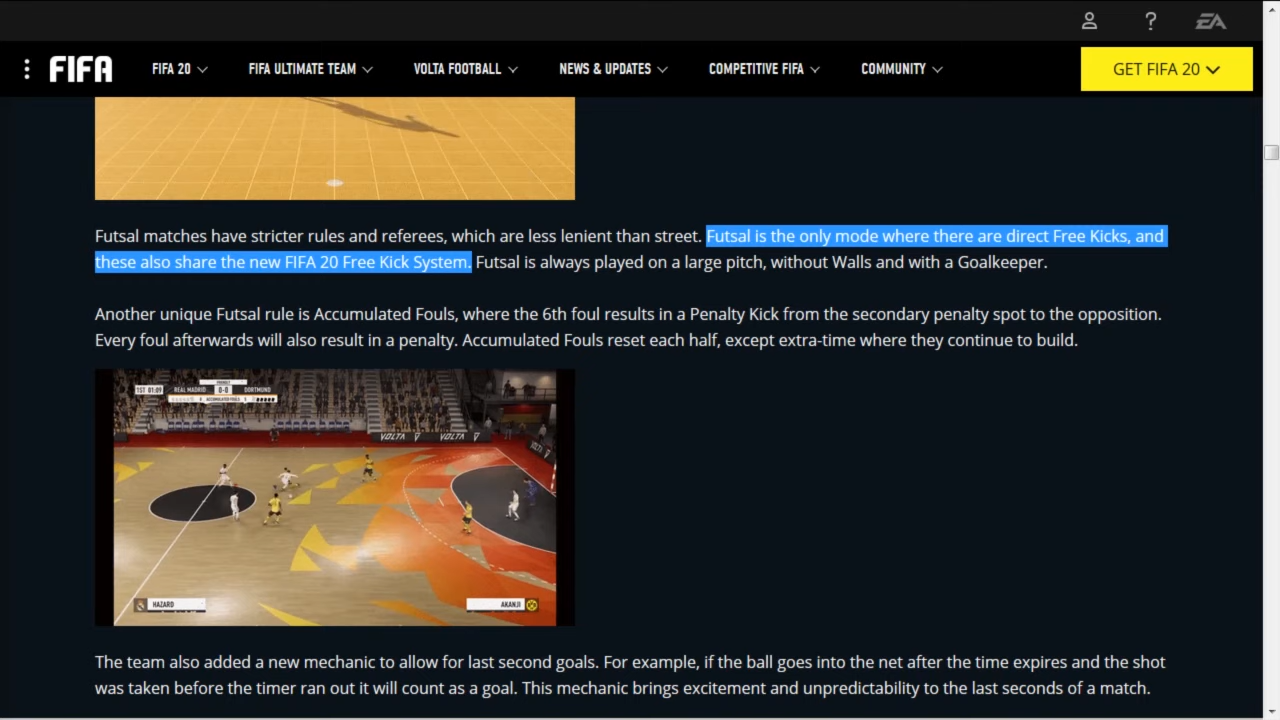 EA
FIFA
FIFA 20
FIFA ULTIMATE TEAM
VOLTA FOOTBALL
NEWS & UPDATES
COMPETITIVE FIFA
COMMUNITY
GET FIFA 20
Futsal matches have stricter rules and referees, which are less lenient than street. Futsal is the only mode where there are direct Free Kicks, and
these also share the new FIFA 20 Free Kick System. Futsal is always played on a large pitch, without Walls and with a Goalkeeper.
Another unique Futsal rule is Accumulated Fouls, where the 6th foul results in a Penalty Kick from the secondary penalty spot to the opposition.
Every foul afterwards will also result in a penalty. Accumulated Fouls reset each half, except extra-time where they continue to build.
1ST 01:09 REAL MADRID 0-0 DORTMUND
ACCUMULATED FOULS
VOLTA VOLTA
HAZARD
AKANJI
The team also added a new mechanic to allow for last second goals. For example, if the ball goes into the net after the time expires and the shot
was taken before the timer ran out it will count as a goal. This mechanic brings excitement and unpredictability to the last seconds of a match.